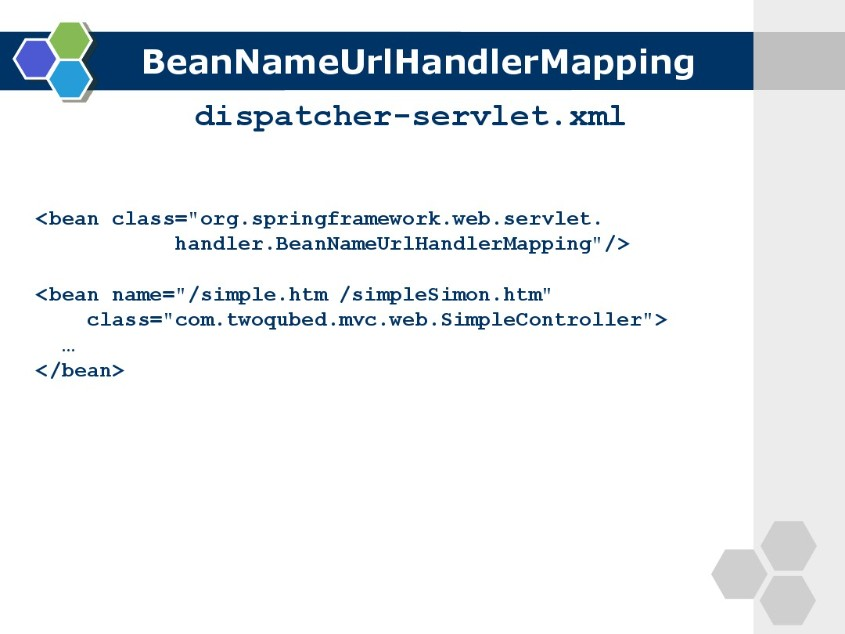 BeanNameUrlHandlerMapping
dispatcher-servlet.xml
<bean class="org.springframework.web.servlet.
handler.BeanNameUrlHandlerMapping"/>
<bean name="/simple.htm /simpleSimon.htm"
class="com.twoqubed.mvc.web.SimpleController">
…
</bean>